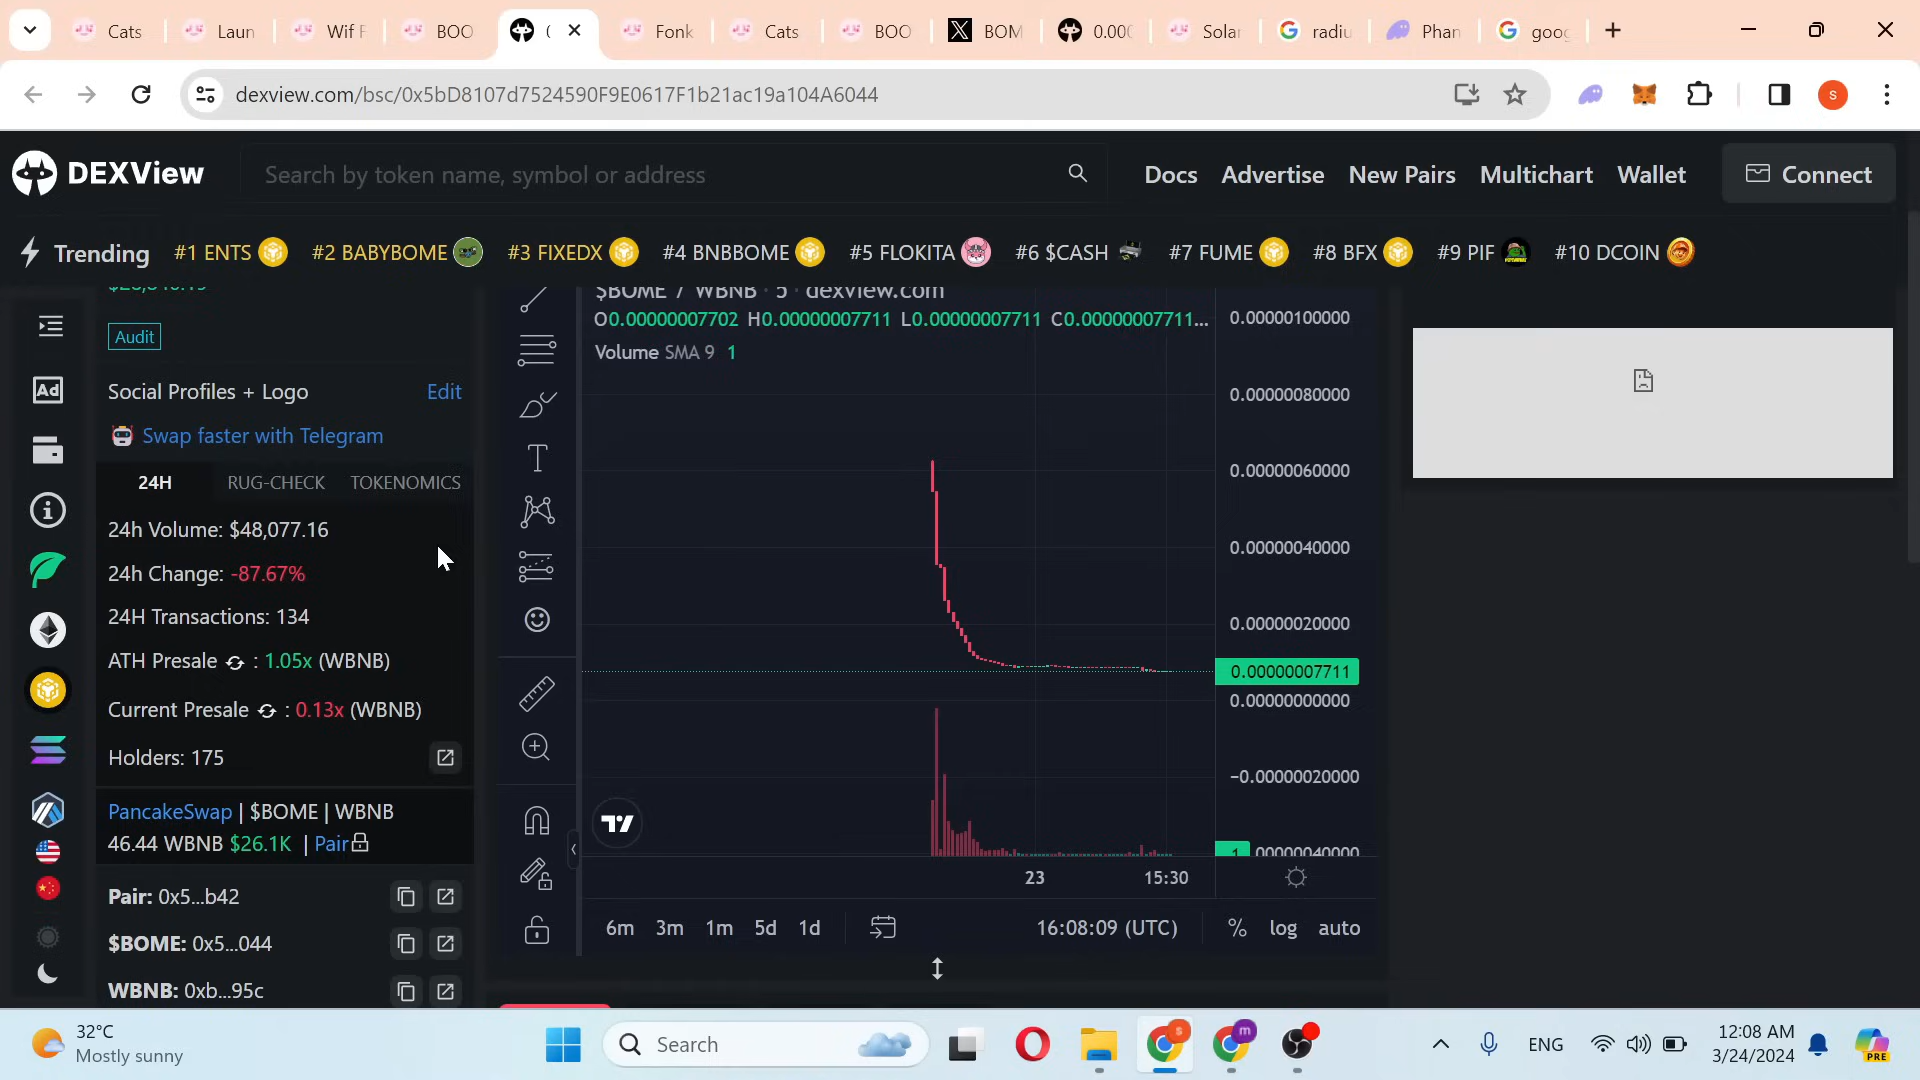 Cats
Laun
Wif F
BOO
(
Fonk
Cats
BOO
BOM
0.00(
Solar
radiu
Phan
goog
dexview.com/bsc/0x5bD8107d7524590F9E0617F1b21ac19a104A6044
S
DEXView
Search by token name, symbol or address
Docs
Advertise
New Pairs
Multichart
Wallet
Connect
Trending
#1 ENTS
#2 BABYBOME
#3 FIXEDX
#4 BNBBOME
#5 FLOKITA
#6 $CASH
#7 FUME
#8 BFX
#9 PIF
#10 DCOIN
Audit
Ad
Social Profiles + Logo
Edit
Swap faster with Telegram
24H
RUG-CHECK
TOKENOMICS
24h Volume: $48,077.16
24h Change: -87.67%
24H Transactions: 134
ATH Presale : 1.05x (WBNB)
Current Presale : 0.13x (WBNB)
Holders: 175
PancakeSwap | $BOME | WBNB
46.44 WBNB $26.1K | Pair
Pair: 0x5...b42
$BOME: 0x5...044
WBNB: 0xb...95c
$BOME / WBNB · 5 · dexview.com
O0.00000007702 H0.00000007711 L0.00000007711 C0.00000007711...
Volume SMA 9 1
0.00000100000
0.00000080000
0.00000060000
0.00000040000
0.00000020000
0.00000007711
0.00000000000
−0.00000020000
1
23
15:30
6m
3m
1m
5d
1d
16:08:09 (UTC)
%
log
auto
32°C
Mostly sunny
Search
s
m
ENG
12:08 AM
3/24/2024
PRE